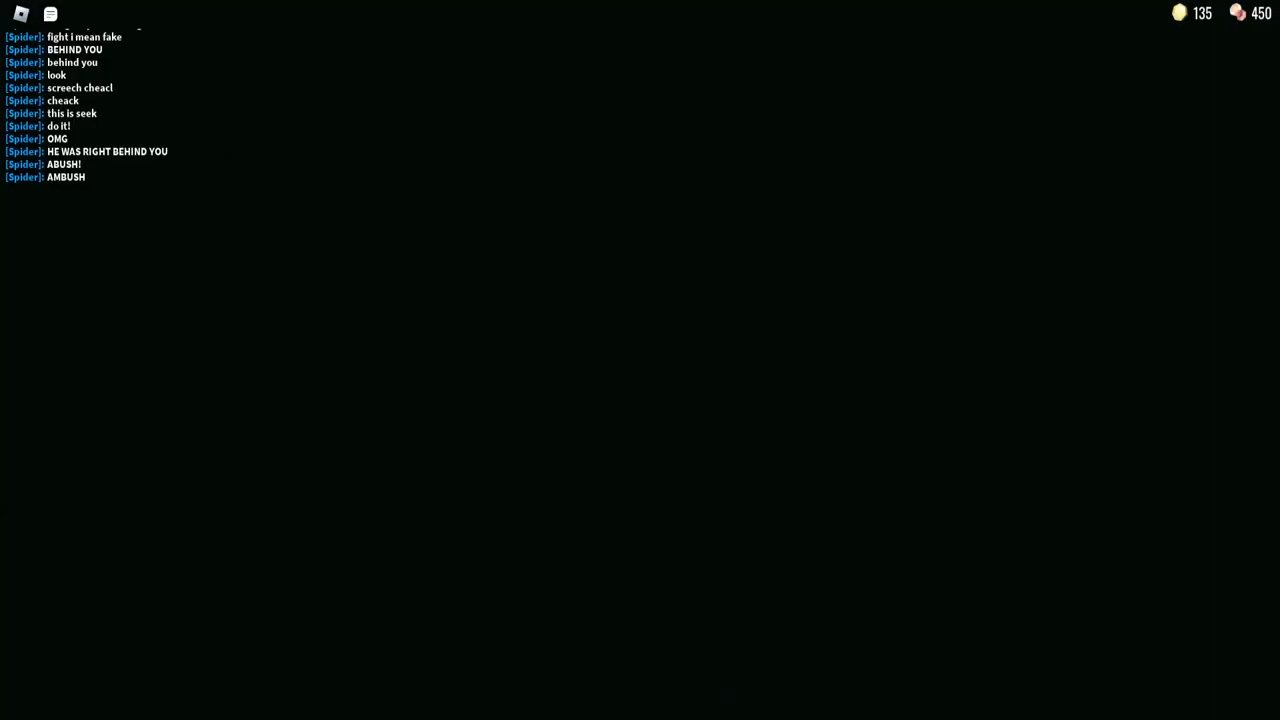 135
450
[Spider]: fight i mean fake
[Spider]: BEHIND YOU
[Spider]: behind you
[Spider]: look
[Spider]: screech cheacl
[Spider]: cheack
[Spider]: this is seek
[Spider]: do it!
[Spider]: OMG
[Spider]: HE WAS RIGHT BEHIND YOU
[Spider]: ABUSH!
[Spider]: AMBUSH